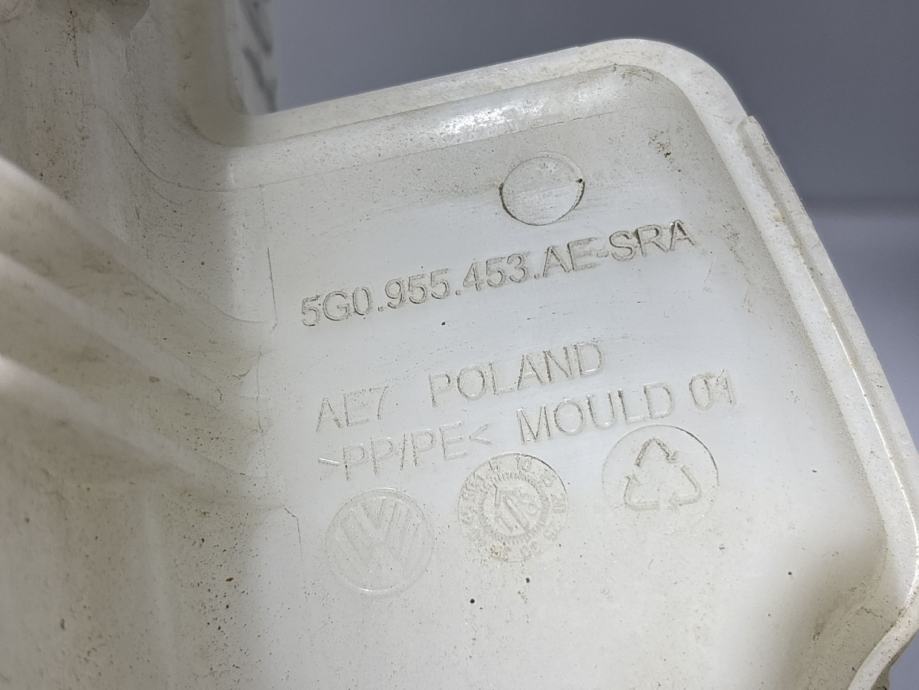 5G0.955.453.AE-SRA
AE7 POLAND
>PP/PE< MOULD 01